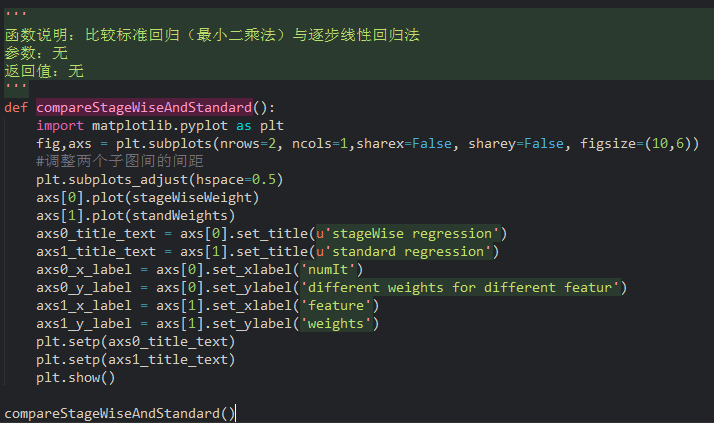 '''
函数说明：比较标准回归（最小二乘法）与逐步线性回归法
参数：无
返回值：无
'''
def compareStageWiseAndStandard():
    import matplotlib.pyplot as plt
    fig,axs = plt.subplots(nrows=2, ncols=1,sharex=False, sharey=False, figsize=(10,6))
    #调整两个子图间的间距
    plt.subplots_adjust(hspace=0.5)
    axs[0].plot(stageWiseWeight)
    axs[1].plot(standWeights)
    axs0_title_text = axs[0].set_title(u'stageWise regression')
    axs1_title_text = axs[1].set_title(u'standard regression')
    axs0_x_label = axs[0].set_xlabel('numIt')
    axs0_y_label = axs[0].set_ylabel('different weights for different featur')
    axs1_x_label = axs[1].set_xlabel('feature')
    axs1_y_label = axs[1].set_ylabel('weights')
    plt.setp(axs0_title_text)
    plt.setp(axs1_title_text)
    plt.show()
compareStageWiseAndStandard()